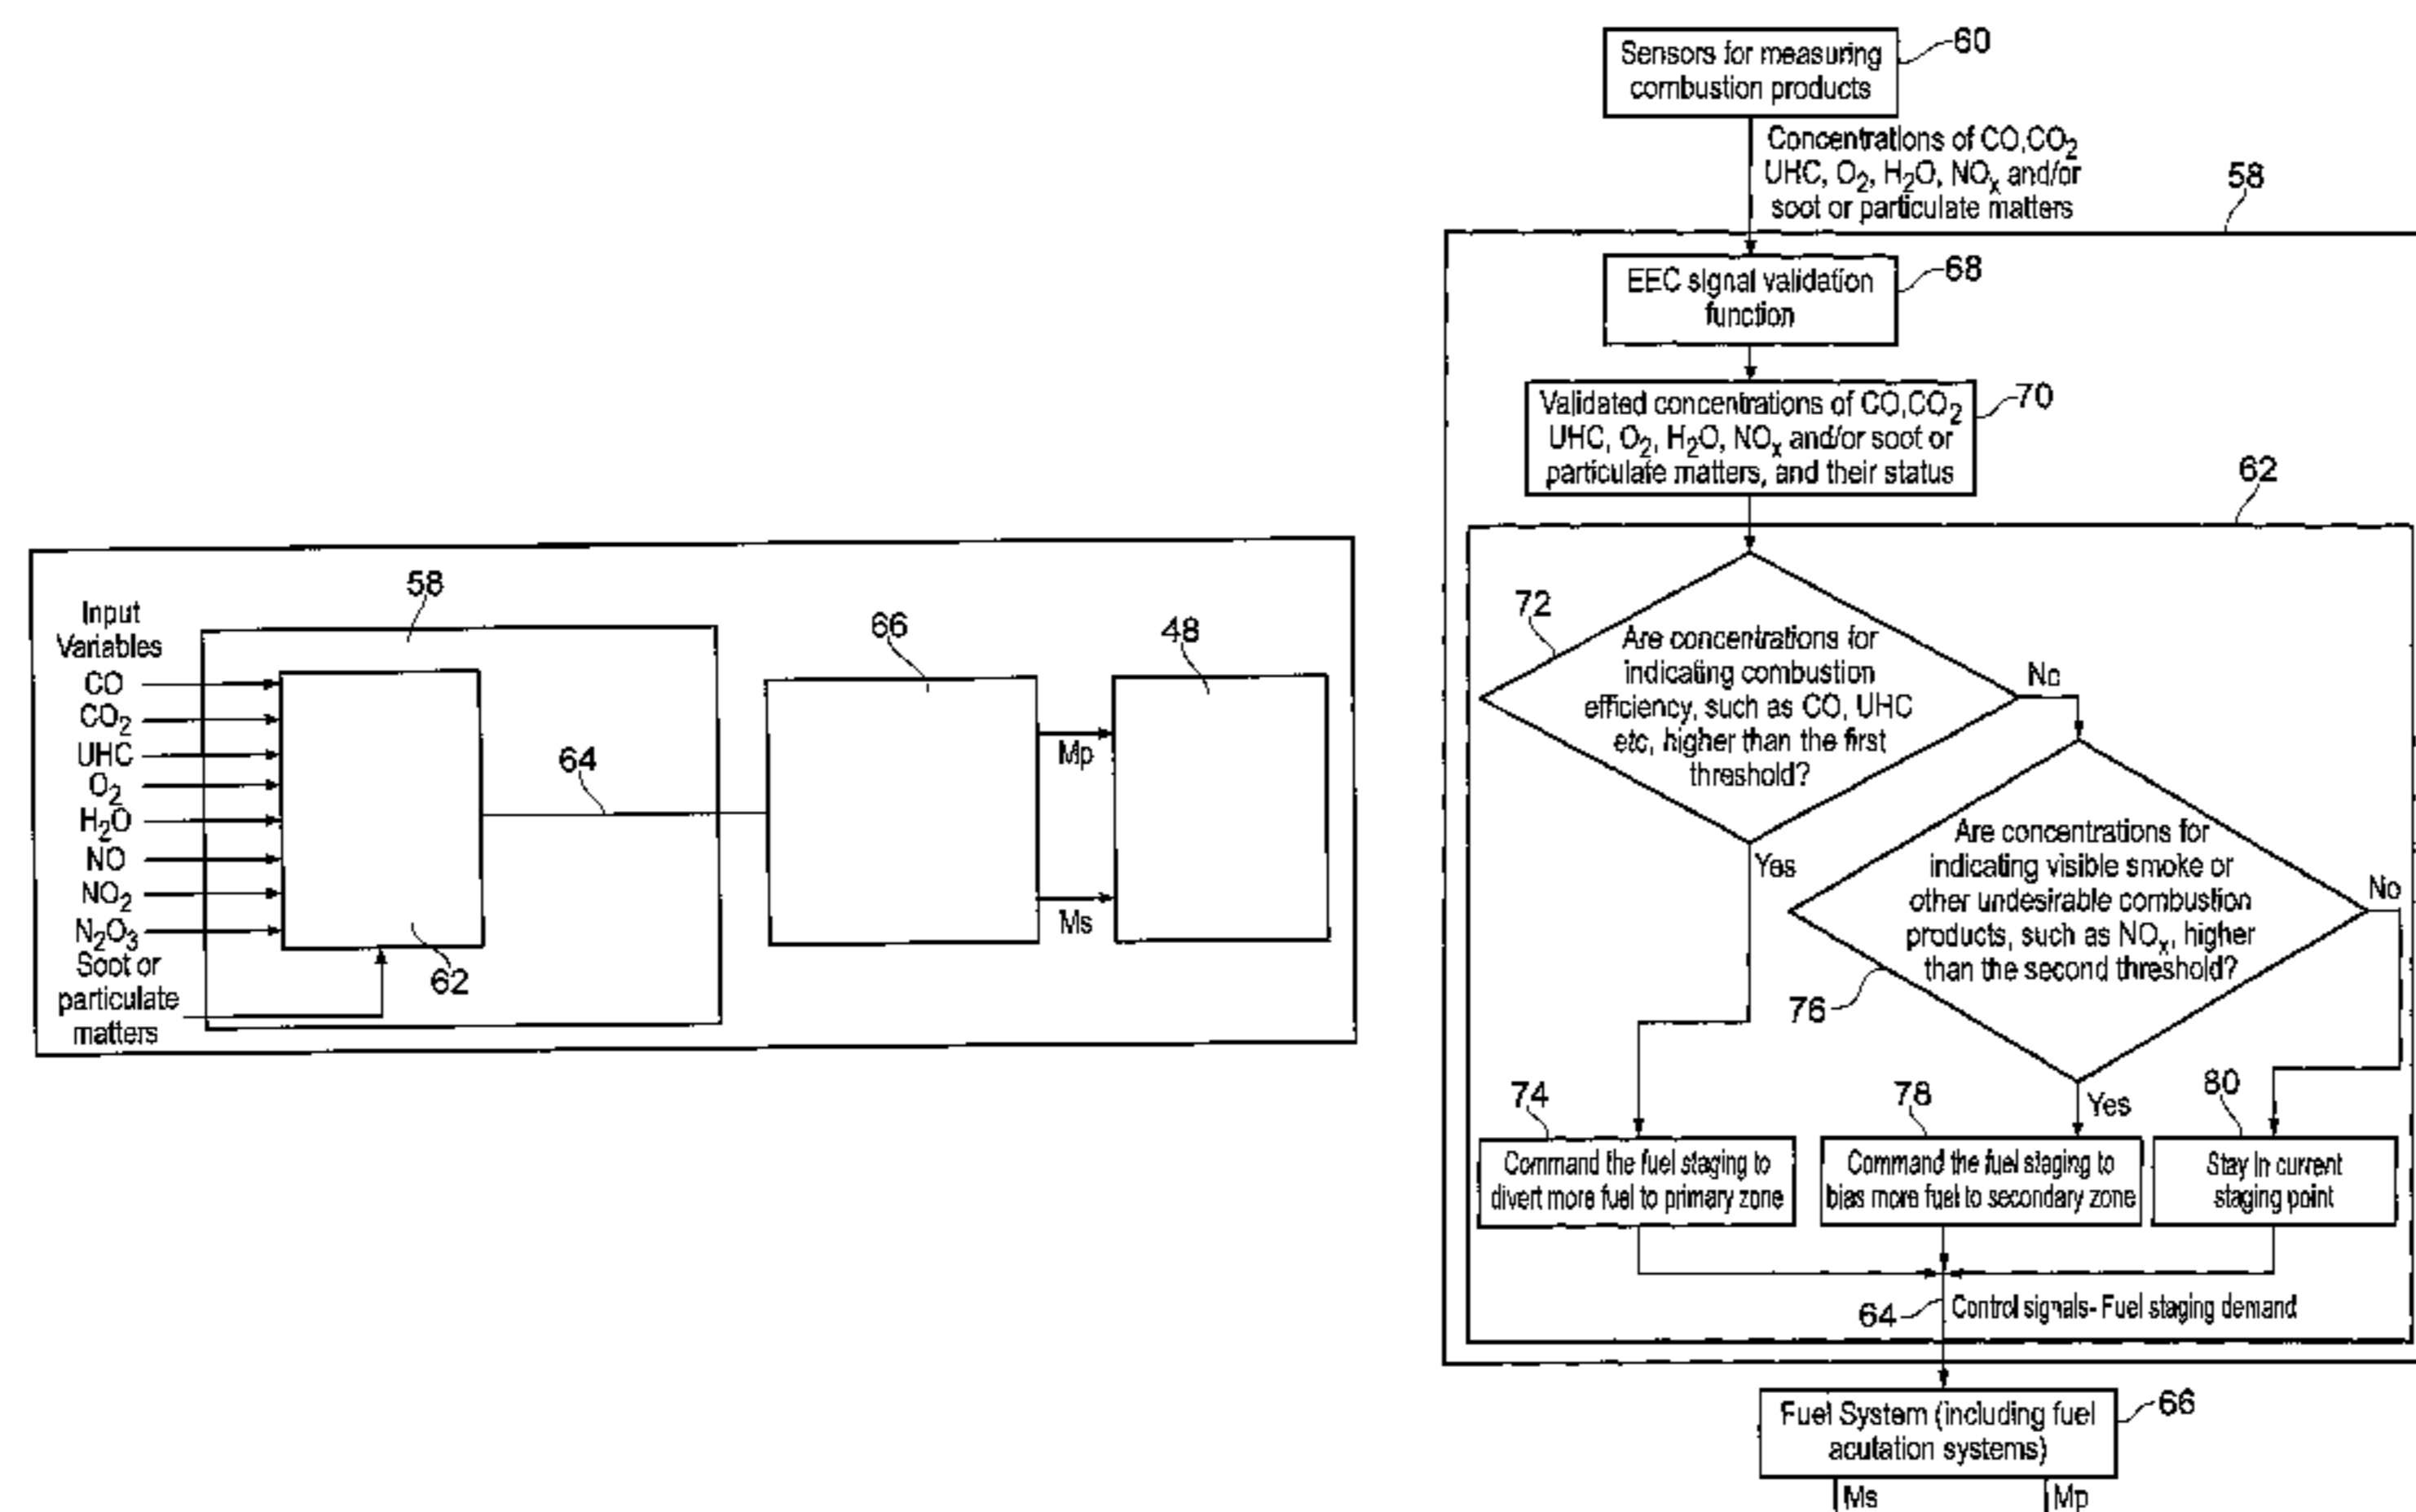 58
Input
Variables
CO
CO2
UHC
O2
H2O
NO
NO2
N2O3
Soot or
particulate
matters
62
64
66
48
Mp
Ms
Sensors for measuring
combustion products
60
Concentrations of CO,CO2
UHC, O2, H2O, NOx and/or
soot or particulate matters
58
EEC signal validation
function
68
Validated concentrations of CO,CO2
UHC, O2, H2O, NOx and/or soot or
particulate matters, and their status
70
62
72
Are concentrations for
indicating combustion
efficiency, such as CO, UHC
etc, higher than the first
threshold?
No
Yes
Are concentrations for
indicating visible smoke or
other undesirable combustion
products, such as NOx, higher
than the second threshold?
No
76
Yes
74
Command the fuel staging to
divert more fuel to primary zone
78
Command the fuel staging to
bias more fuel to secondary zone
80
Stay In current
staging point
64
Control signals- Fuel staging demand
Fuel System (including fuel
acutation systems)
66
Ms
Mp